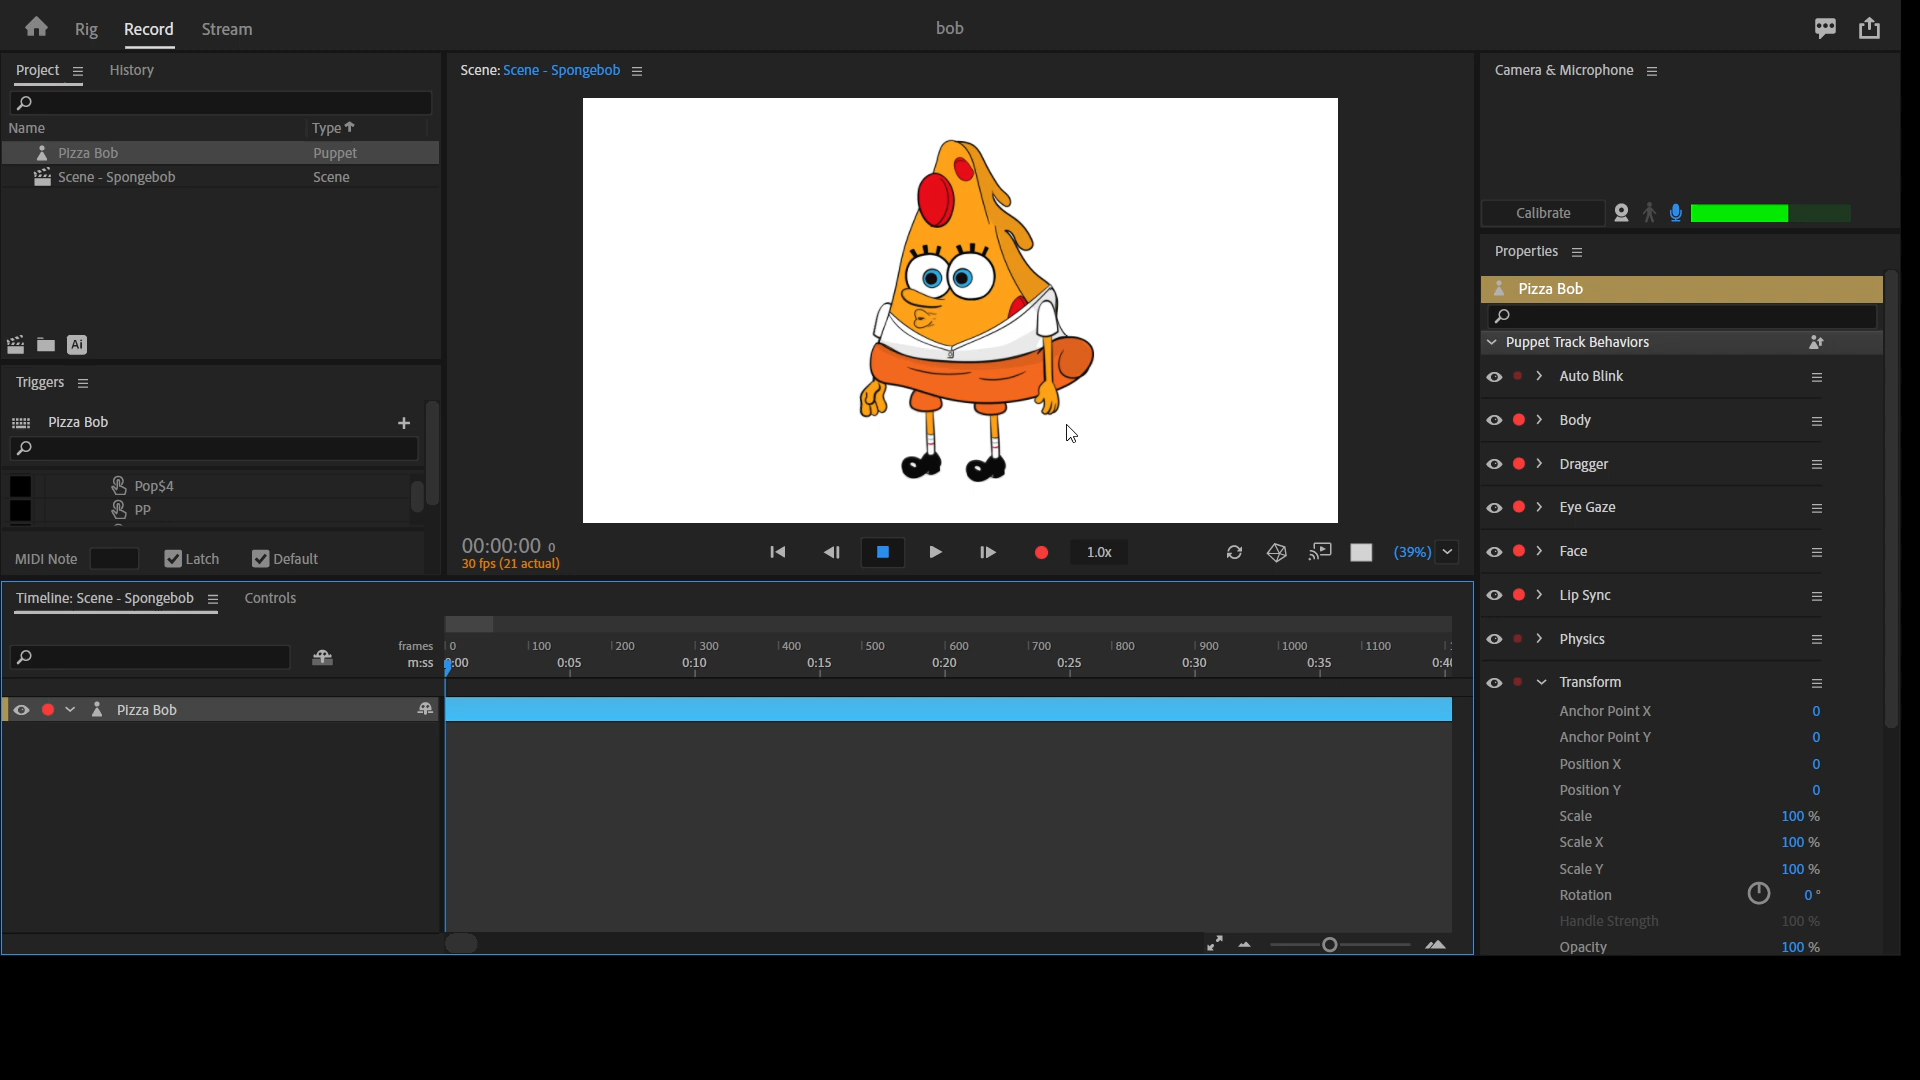 Rig Record Stream bob
Project History
Name Type
Pizza Bob Puppet
Scene - Spongebob Scene
Ai
Triggers
Pizza Bob
Pop$4
PP
MIDI Note Latch Default
Scene: Scene - Spongebob
00:00:00 0
30 fps (21 actual)
1.0x
(39%)
Timeline: Scene - Spongebob Controls
frames 0 100 200 300 400 500 600 700 800 900 1000 1100
m:ss 0:00 0:05 0:10 0:15 0:20 0:25 0:30 0:35 0:40
Pizza Bob
Camera & Microphone
Calibrate
Properties
Pizza Bob
Puppet Track Behaviors
Auto Blink
Body
Dragger
Eye Gaze
Face
Lip Sync
Physics
Transform
Anchor Point X 0
Anchor Point Y 0
Position X 0
Position Y 0
Scale 100 %
Scale X 100 %
Scale Y 100 %
Rotation 0 °
Handle Strength 100 %
Opacity 100 %